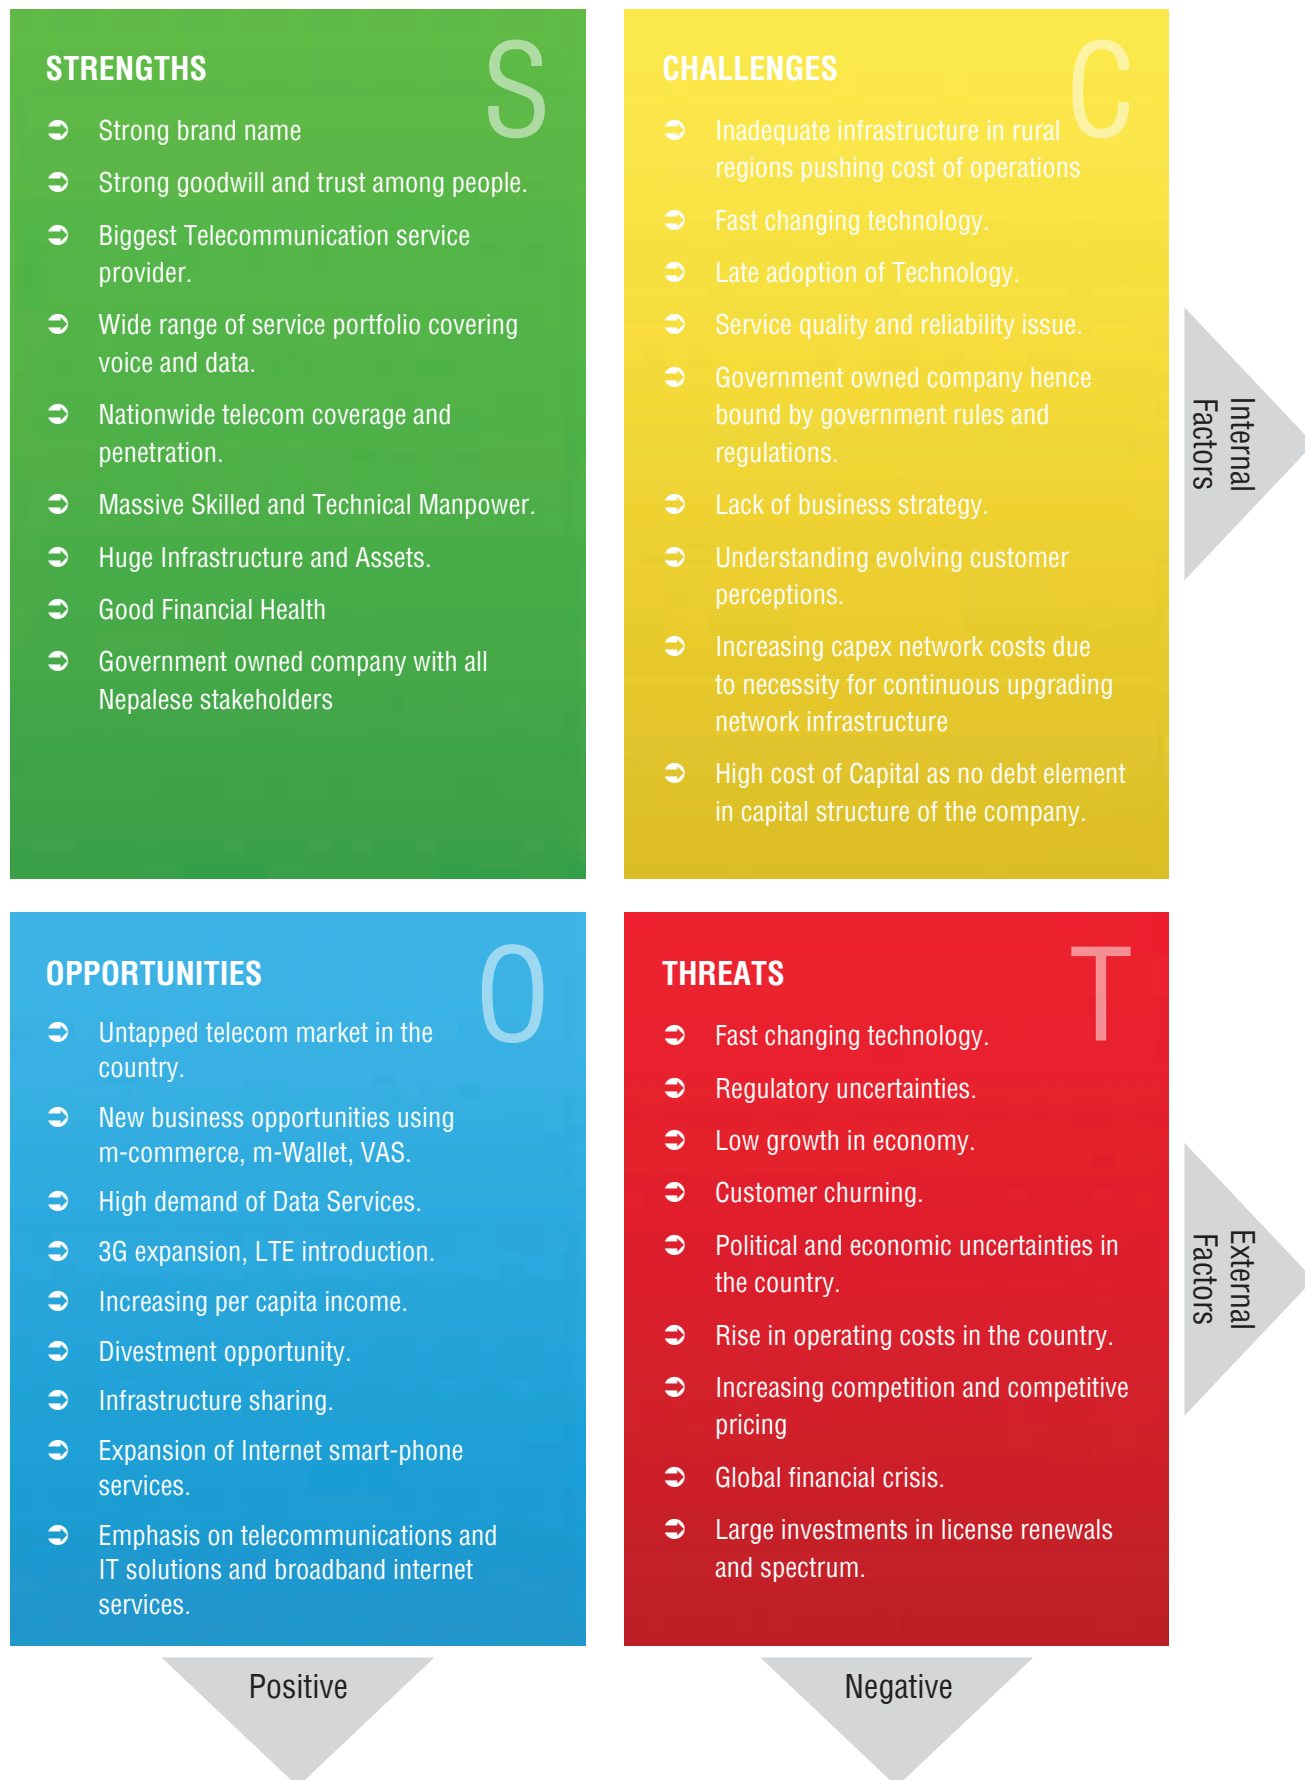 STRENGTHS
S
Strong brand name
Strong goodwill and trust among people.
Biggest Telecommunication service
provider.
Wide range of service portfolio covering
voice and data.
Nationwide telecom coverage and
penetration.
Massive Skilled and Technical Manpower.
Huge Infrastructure and Assets.
Good Financial Health
Government owned company with all
Nepalese stakeholders
CHALLENGES
C
Inadequate infrastructure in rural
regions pushing cost of operations
Fast changing technology.
Late adoption of Technology.
Service quality and reliability issue.
Government owned company hence
bound by government rules and
regulations.
Lack of business strategy.
Understanding evolving customer
perceptions.
Increasing capex network costs due
to necessity for continuous upgrading
network infrastructure
High cost of Capital as no debt element
in capital structure of the company.
Internal
Factors
OPPORTUNITIES
O
Untapped telecom market in the
country.
New business opportunities using
m-commerce, m-Wallet, VAS.
High demand of Data Services.
3G expansion, LTE introduction.
Increasing per capita income.
Divestment opportunity.
Infrastructure sharing.
Expansion of Internet smart-phone
services.
Emphasis on telecommunications and
IT solutions and broadband internet
services.
THREATS
T
Fast changing technology.
Regulatory uncertainties.
Low growth in economy.
Customer churning.
Political and economic uncertainties in
the country.
Rise in operating costs in the country.
Increasing competition and competitive
pricing
Global financial crisis.
Large investments in license renewals
and spectrum.
External
Factors
Positive
Negative